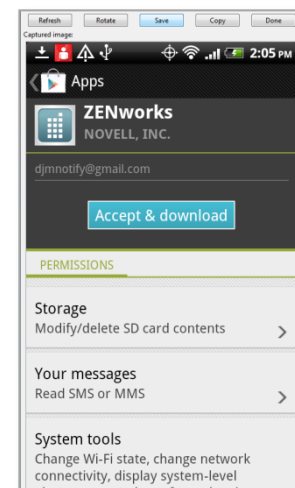 Refresh
Rotate
Save
Copy
Done
Captured image:
2:05 PM
Apps
ZENworks
NOVELL, INC.
djmnotify@gmail.com
Accept & download
PERMISSIONS
Storage
Modify/delete SD card contents
Your messages
Read SMS or MMS
System tools
Change Wi-Fi state, change network
connectivity, display system-level